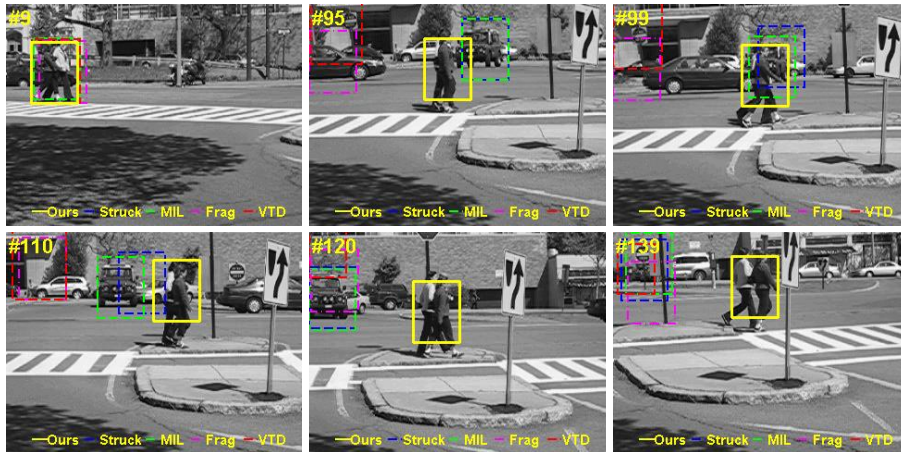 #9
Ours Struck MIL Frag VTD
#95
Ours Struck MIL Frag VTD
#99
Ours Struck MIL Frag VTD
#110
Ours Struck MIL Frag VTD
#120
Ours Struck MIL Frag VTD
#139
Ours Struck MIL Frag VTD